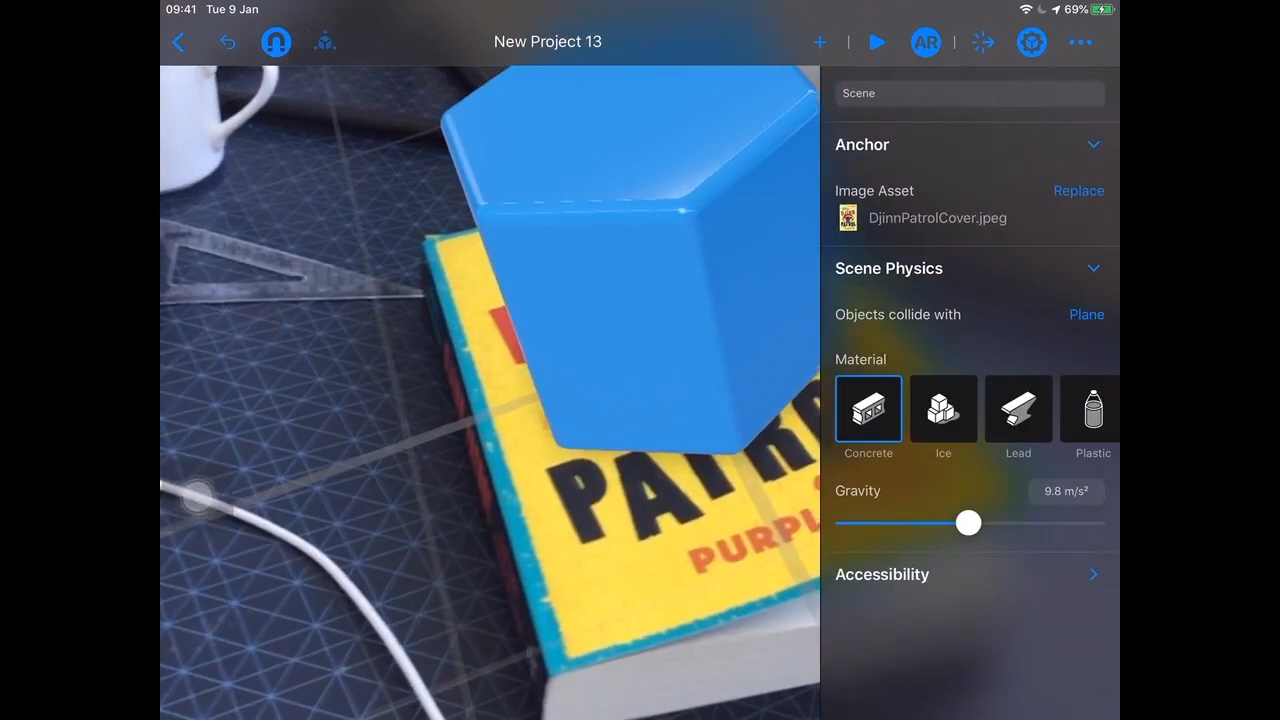 09:41 Tue 9 Jan
69%
New Project 13
AR
Scene
Anchor
Image Asset Replace
DjinnPatrolCover.jpeg
Scene Physics
Objects collide with Plane
Material
Concrete Ice Lead Plastic
Gravity 9.8 m/s²
Accessibility
PATR
PURPL